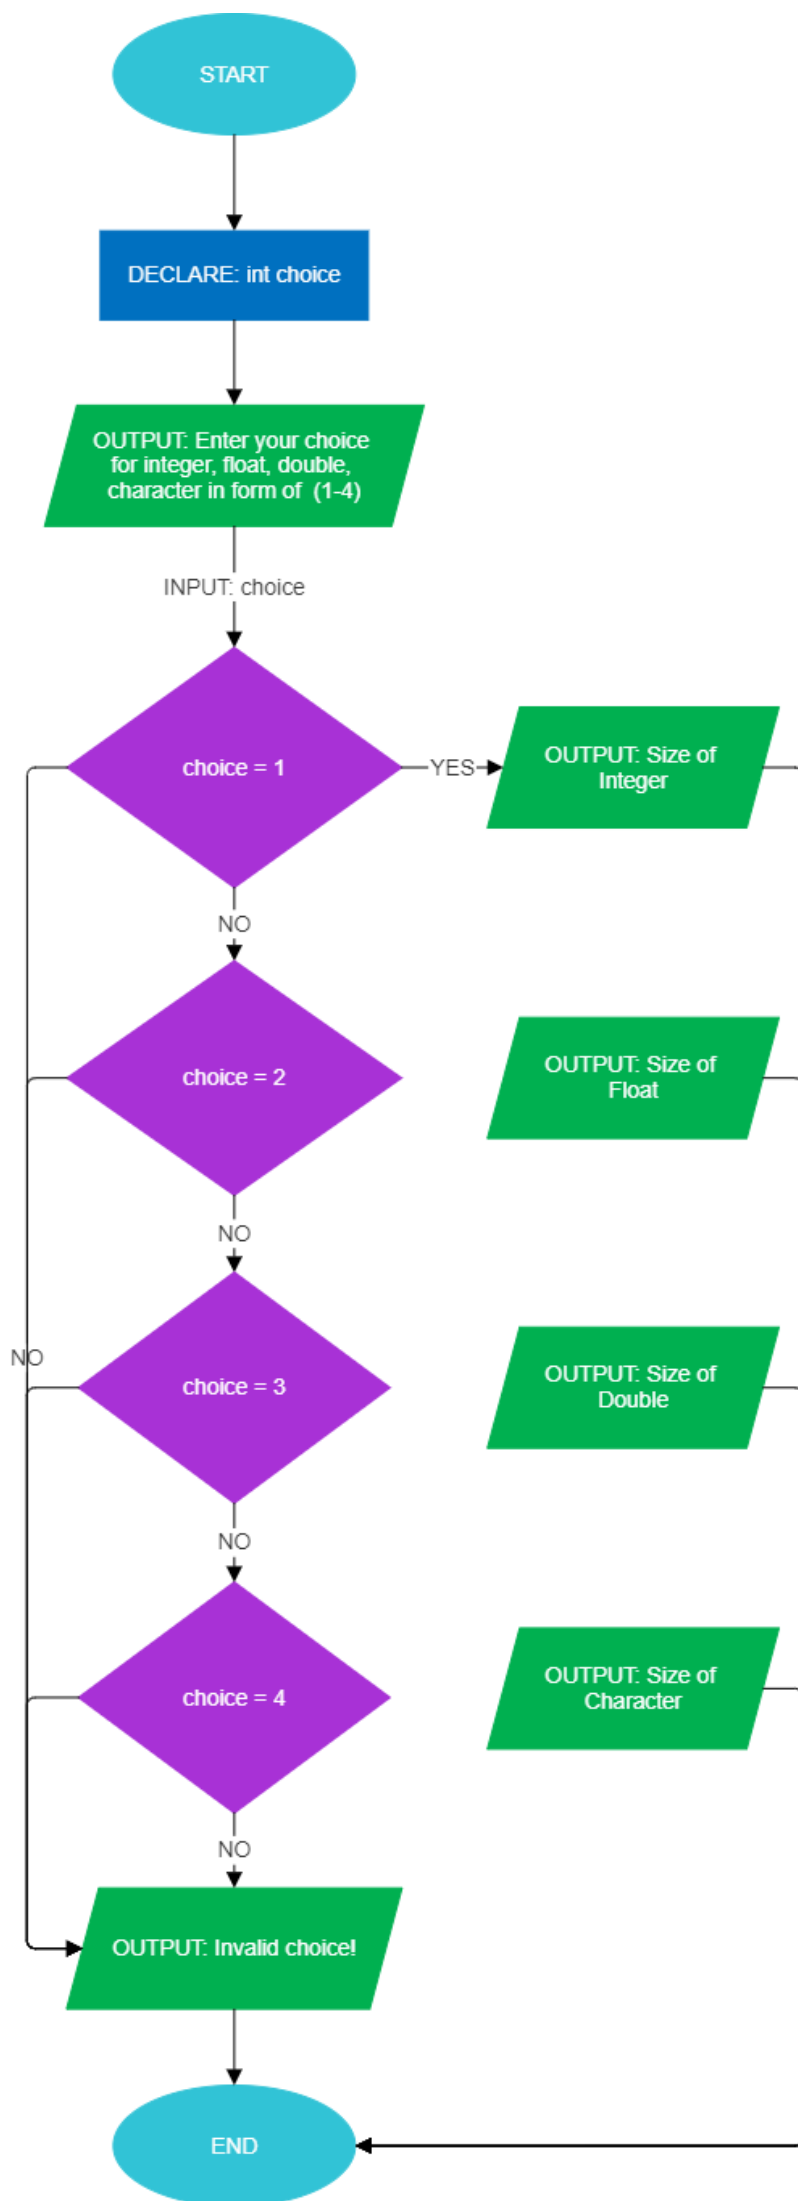 START
DECLARE: int choice
OUTPUT: Enter your choice
for integer, float, double,
character in form of (1-4)
INPUT: choice
choice = 1
YES
OUTPUT: Size of
Integer
NO
choice = 2
OUTPUT: Size of
Float
NO
NO
choice = 3
OUTPUT: Size of
Double
NO
choice = 4
OUTPUT: Size of
Character
NO
OUTPUT: Invalid choice!
END